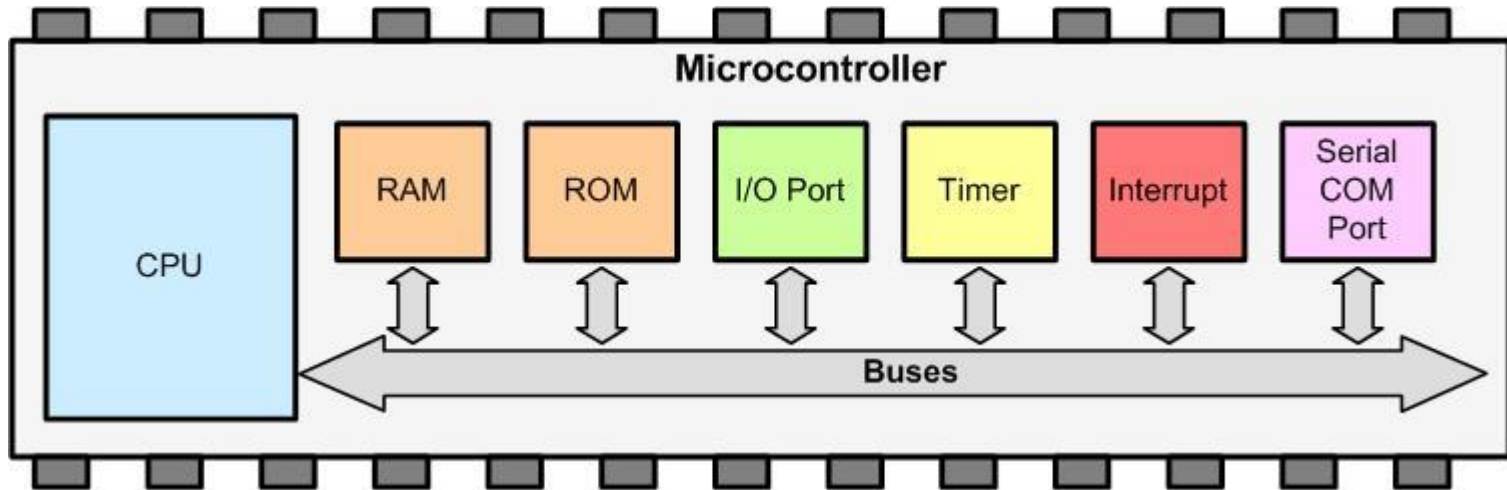 Microcontroller
CPU
RAM
ROM
I/O Port
Timer
Interrupt
Serial
COM
Port
Buses